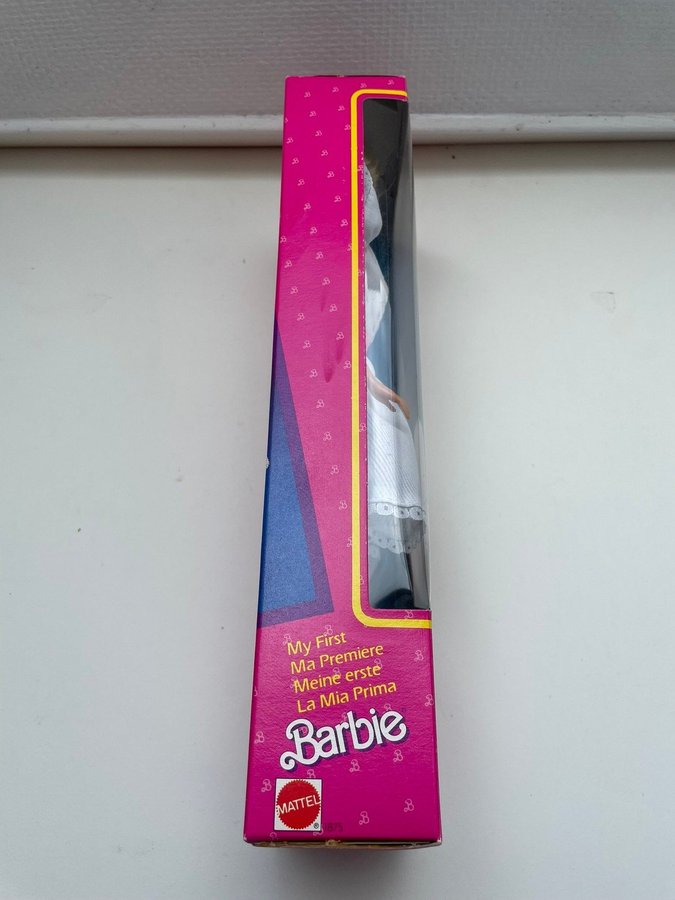 My First
Ma Premiere
Meine erste
La Mia Prima
Barbie
MATTEL
®